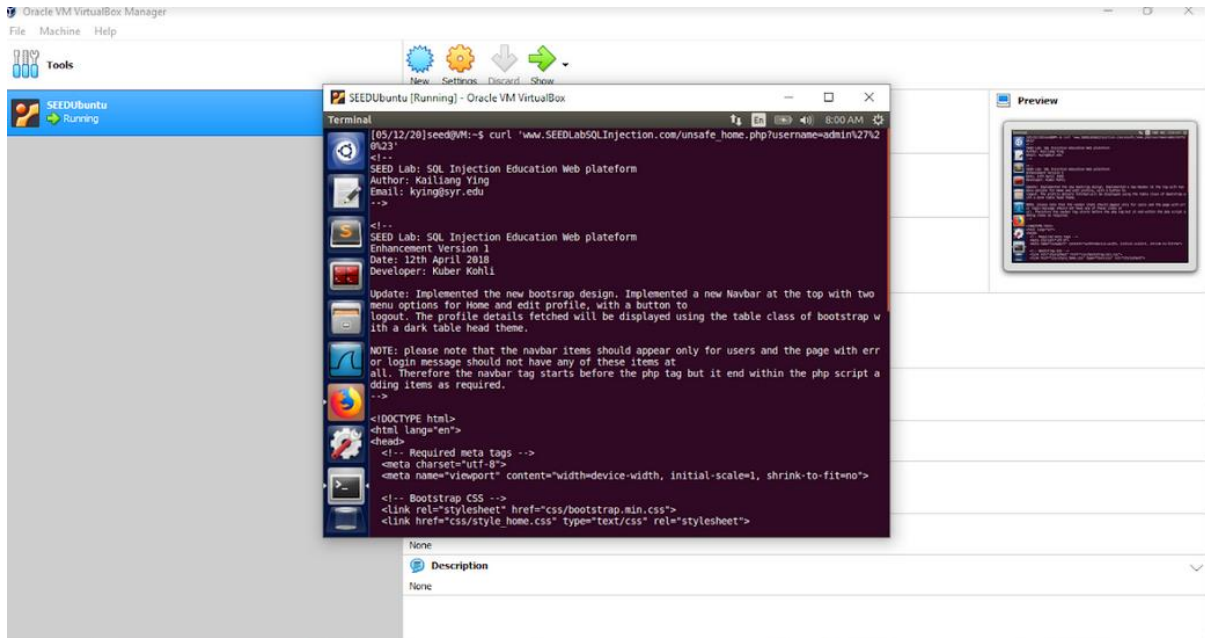 Oracle VM VirtualBox Manager
File Machine Help
Tools
New Settings Discard Show
SEEDUbuntu
Running
Preview
SEEDUbuntu [Running] - Oracle VM VirtualBox
Terminal
En
8:00 AM
[05/12/20]seed@VM:~$ curl 'www.SEEDLabSQLInjection.com/unsafe_home.php?username=admin%27%2
0%23'
<!--
SEED Lab: SQL Injection Education Web plateform
Author: Kailiang Ying
Email: kying@syr.edu
-->
<!--
SEED Lab: SQL Injection Education Web plateform
Enhancement Version 1
Date: 12th April 2018
Developer: Kuber Kohli
Update: Implemented the new bootsrap design. Implemented a new Navbar at the top with two
menu options for Home and edit profile, with a button to
logout. The profile details fetched will be displayed using the table class of bootstrap w
ith a dark table head theme.
NOTE: please note that the navbar items should appear only for users and the page with err
or login message should not have any of these items at
all. Therefore the navbar tag starts before the php tag but it end within the php script a
dding items as required.
-->
<!DOCTYPE html>
<html lang="en">
<head>
<!-- Required meta tags -->
<meta charset="utf-8">
<meta name="viewport" content="width=device-width, initial-scale=1, shrink-to-fit=no">
<!-- Bootstrap CSS -->
<link rel="stylesheet" href="css/bootstrap.min.css">
<link href="css/style_home.css" type="text/css" rel="stylesheet">
None
Description
None